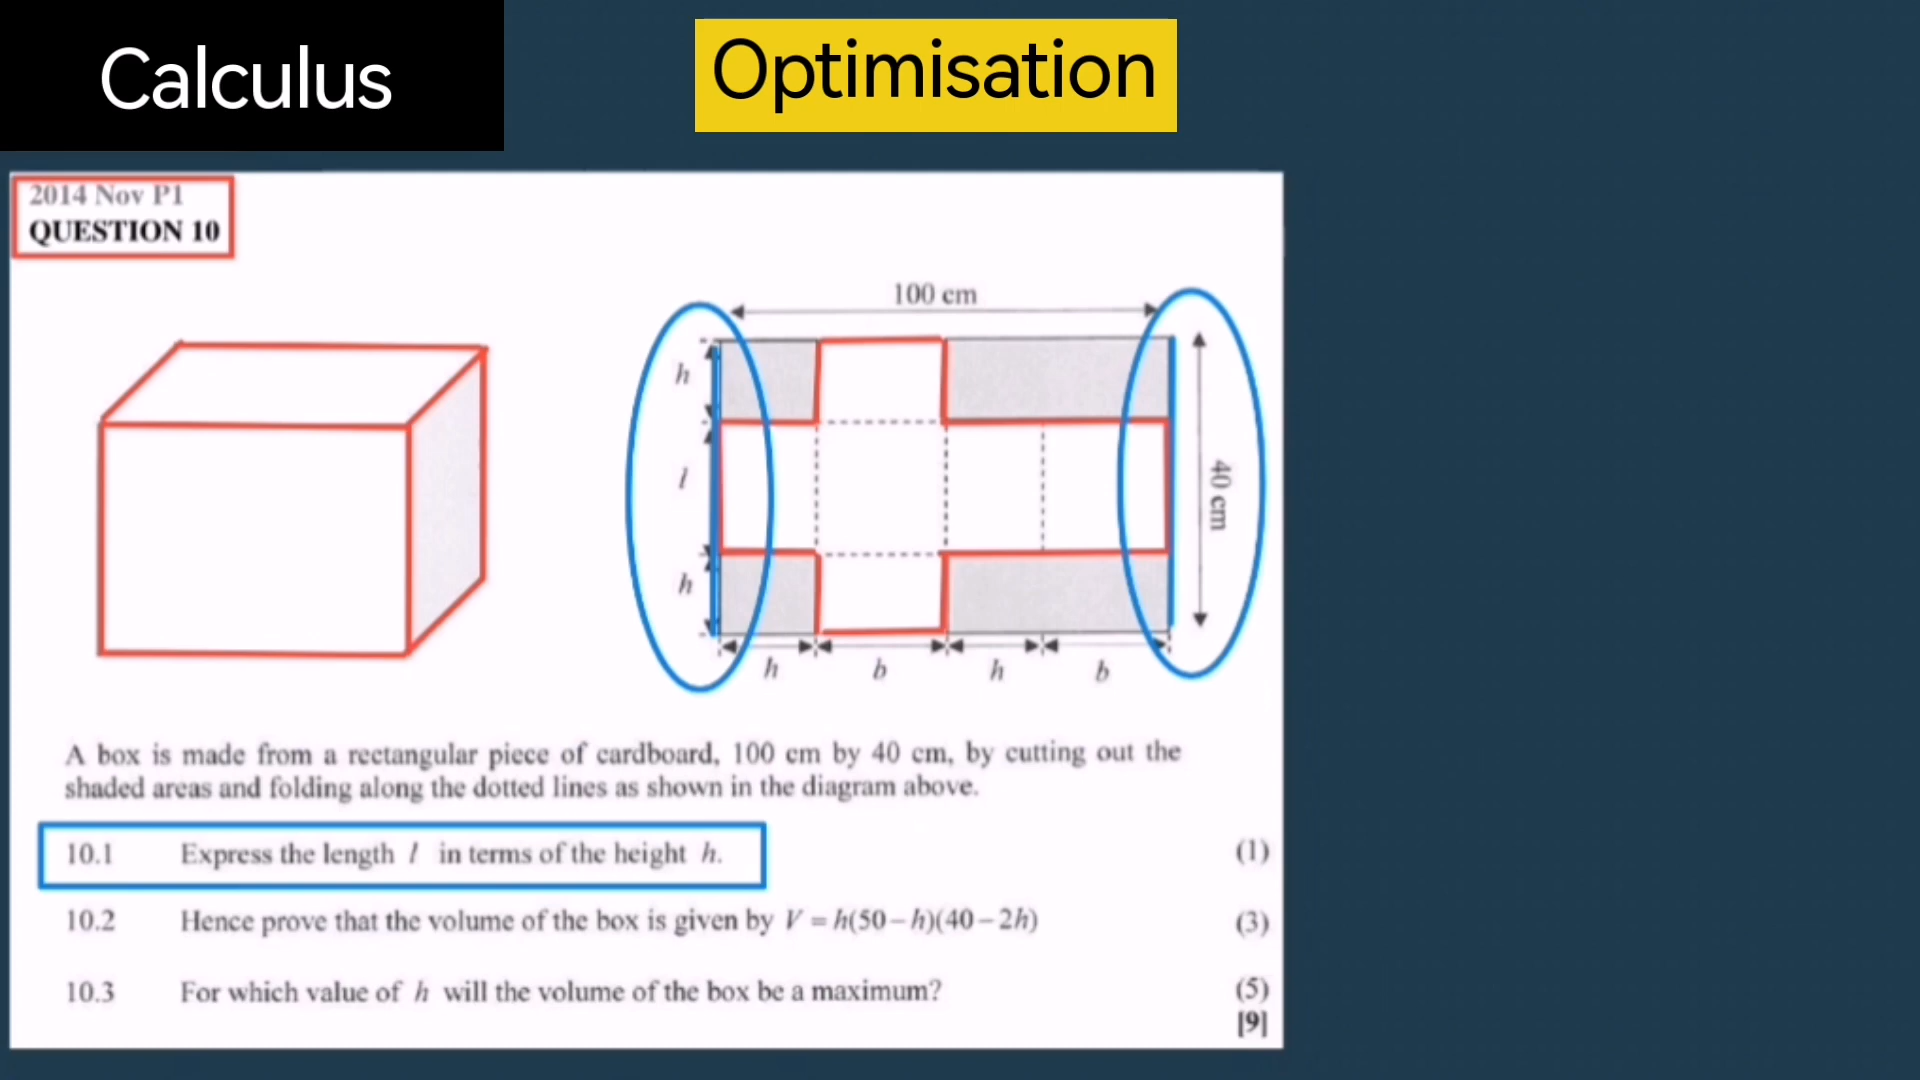 Calculus
Optimisation
2014 Nov P1
QUESTION 10
100 cm
h
l
h
40 cm
h b h b
A box is made from a rectangular piece of cardboard, 100 cm by 40 cm, by cutting out the
shaded areas and folding along the dotted lines as shown in the diagram above.
10.1 Express the length l in terms of the height h. (1)
10.2 Hence prove that the volume of the box is given by V = h(50 – h)(40 – 2h) (3)
10.3 For which value of h will the volume of the box be a maximum? (5)
[9]